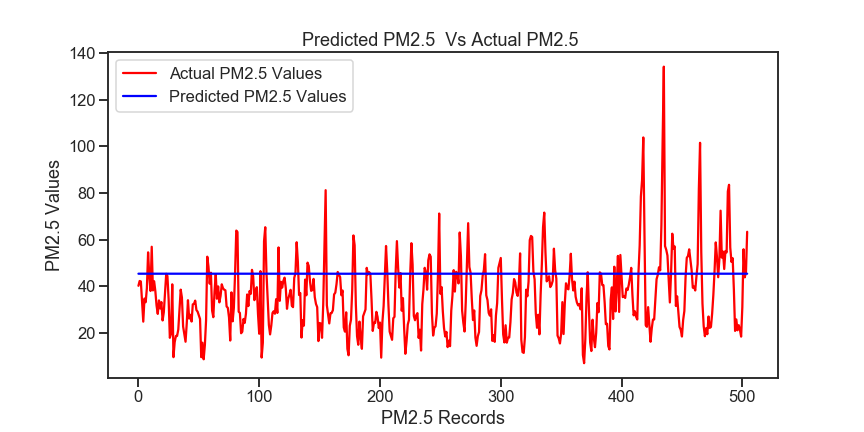 Predicted PM2.5  Vs Actual PM2.5
140
120
100
80
60
40
20
Actual PM2.5 Values
Predicted PM2.5 Values
PM2.5 Values
0 100 200 300 400 500
PM2.5 Records